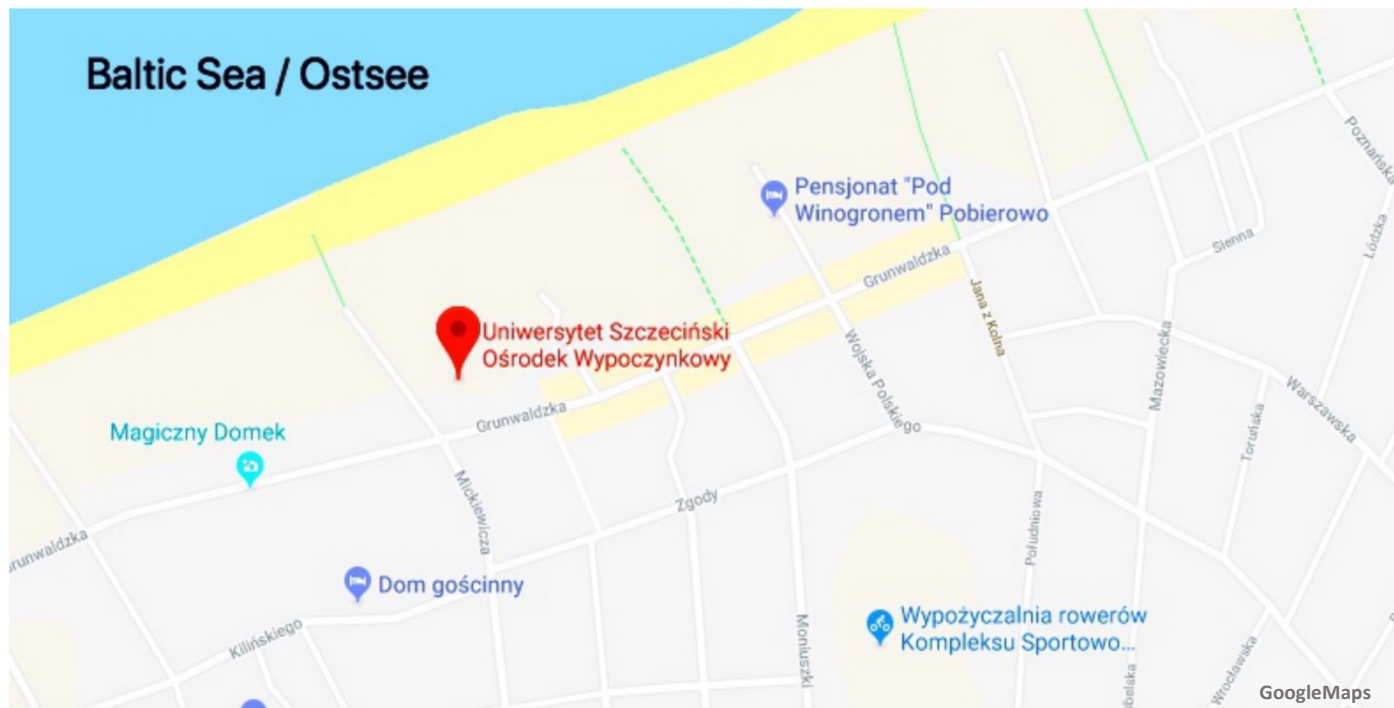 Baltic Sea / Ostsee
Poznańska
Pensjonat "Pod
Winogronem" Pobierowo
Łódzka
Sienna
Grunwaldzka
Jana z Kolna
Uniwersytet Szczeciński
Ośrodek Wypoczynkowy
Wojska Polskiego
Mazowiecka
Warszawska
Grunwaldzka
Toruńska
Magiczny Domek
Mickiewicza
Zgody
Południowa
Grunwaldzka
Dom gościnny
Wypożyczalnia rowerów
Kompleksu Sportowo...
Kilińskiego
Moniuszki
Wrocławska
GoogleMaps